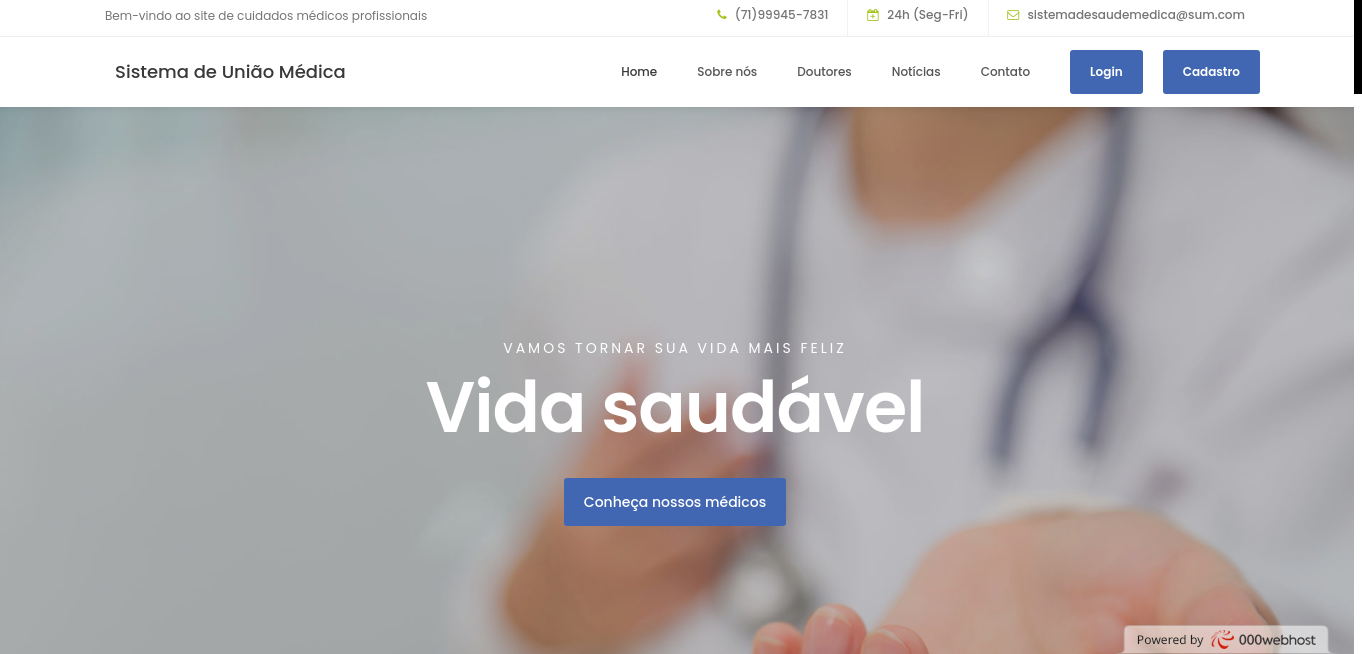 Bem-vindo ao site de cuidados médicos profissionais
(71)99945-7831
24h (Seg-Fri)
sistemadesaudemedica@sum.com
Sistema de União Médica
Home
Sobre nós
Doutores
Notícias
Contato
Login
Cadastro
VAMOS TORNAR SUA VIDA MAIS FELIZ
Vida saudável
Conheça nossos médicos
Powered by 000webhost